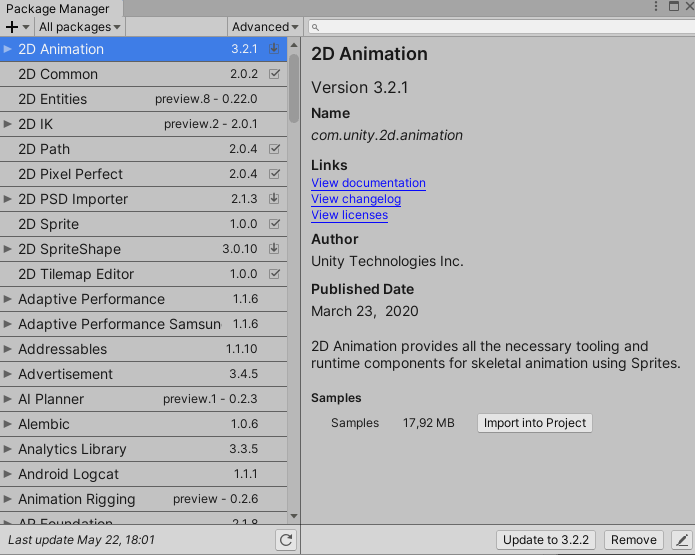 Package Manager
+ All packages Advanced
2D Animation 3.2.1
2D Common 2.0.2
2D Entities preview.8 - 0.22.0
2D IK preview.2 - 2.0.1
2D Path 2.0.4
2D Pixel Perfect 2.0.4
2D PSD Importer 2.1.3
2D Sprite 1.0.0
2D SpriteShape 3.0.10
2D Tilemap Editor 1.0.0
Adaptive Performance 1.1.6
Adaptive Performance Samsun 1.1.6
Addressables 1.1.10
Advertisement 3.4.5
AI Planner preview.1 - 0.2.3
Alembic 1.0.6
Analytics Library 3.3.5
Android Logcat 1.1.1
Animation Rigging preview - 0.2.6
AR Foundation 2.1.8
Last update May 22, 18:01
2D Animation
Version 3.2.1
Name
com.unity.2d.animation
Links
View documentation
View changelog
View licenses
Author
Unity Technologies Inc.
Published Date
March 23, 2020
2D Animation provides all the necessary tooling and
runtime components for skeletal animation using Sprites.
Samples
Samples 17,92 MB Import into Project
Update to 3.2.2 Remove